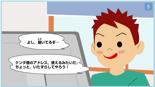 よし、届いてるぞ…
ケンタ君のアドレス、使えるみたいだ。
ちょっと、いたずらしてやろう！